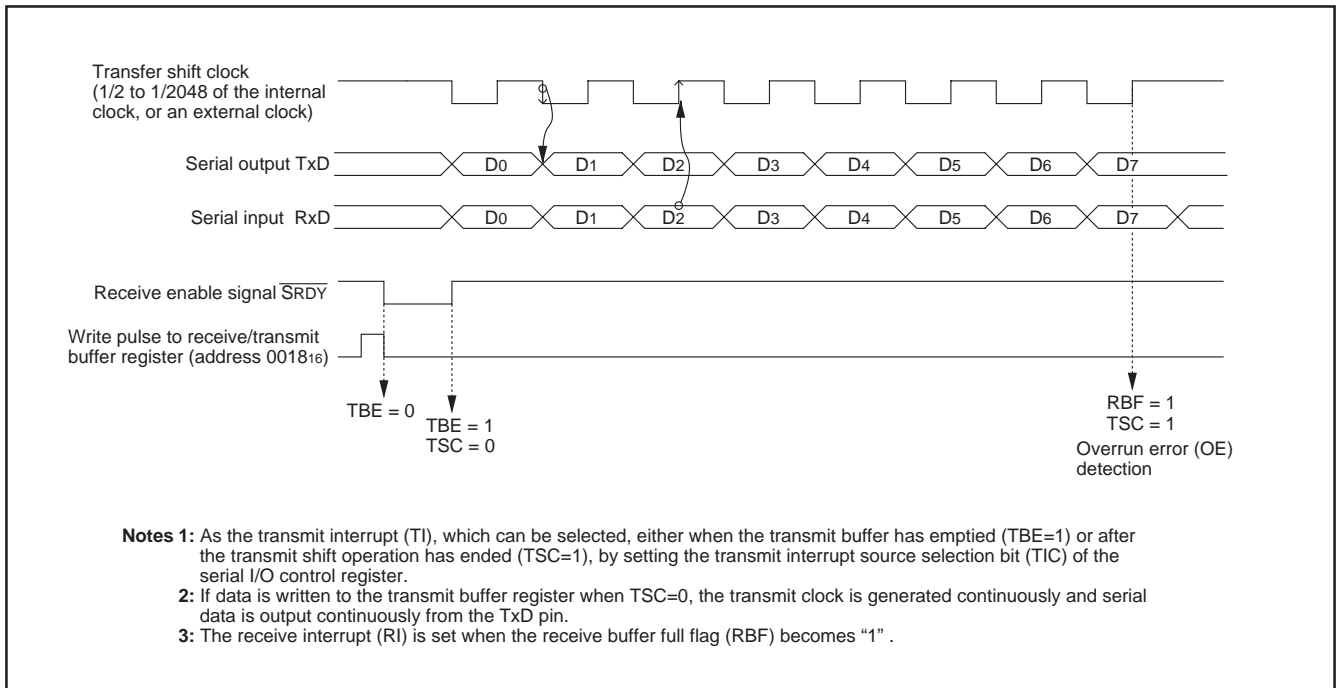 Transfer shift clock
(1/2 to 1/2048 of the internal
clock, or an external clock)
Serial output TxD
D0 D1 D2 D3 D4 D5 D6 D7
Serial input RxD
D0 D1 D2 D3 D4 D5 D6 D7
Receive enable signal SRDY
Write pulse to receive/transmit
buffer register (address 001816)
TBE = 0
TBE = 1
TSC = 0
RBF = 1
TSC = 1
Overrun error (OE)
detection
Notes 1: As the transmit interrupt (TI), which can be selected, either when the transmit buffer has emptied (TBE=1) or after
the transmit shift operation has ended (TSC=1), by setting the transmit interrupt source selection bit (TIC) of the
serial I/O control register.
2: If data is written to the transmit buffer register when TSC=0, the transmit clock is generated continuously and serial
data is output continuously from the TxD pin.
3: The receive interrupt (RI) is set when the receive buffer full flag (RBF) becomes “1” .